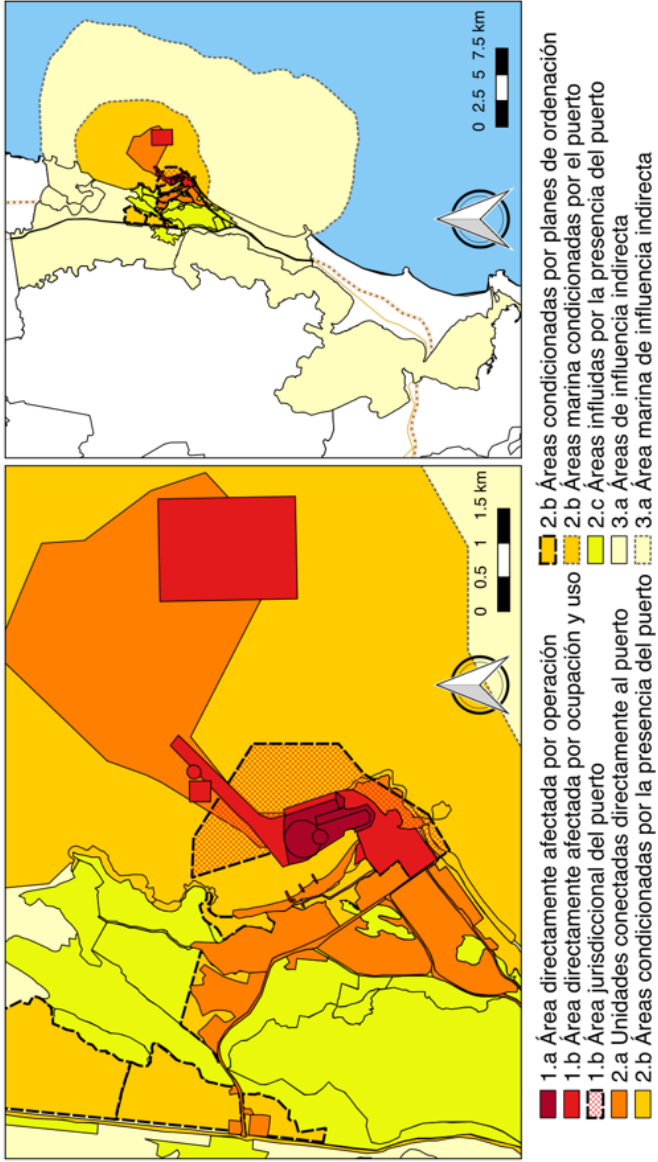 0 0.5 1 1.5 km
0 2.5 5 7.5 km
1.a Área directamente afectada por operación
1.b Área directamente afectada por ocupación y uso
1.b Área jurisdiccional del puerto
2.a Unidades conectadas directamente al puerto
2.b Áreas condicionadas por la presencia del puerto
2.b Áreas condicionadas por planes de ordenación
2.b Áreas marina condicionadas por el puerto
2.c Áreas influidas por la presencia del puerto
3.a Áreas de influencia indirecta
3.a Área marina de influencia indirecta